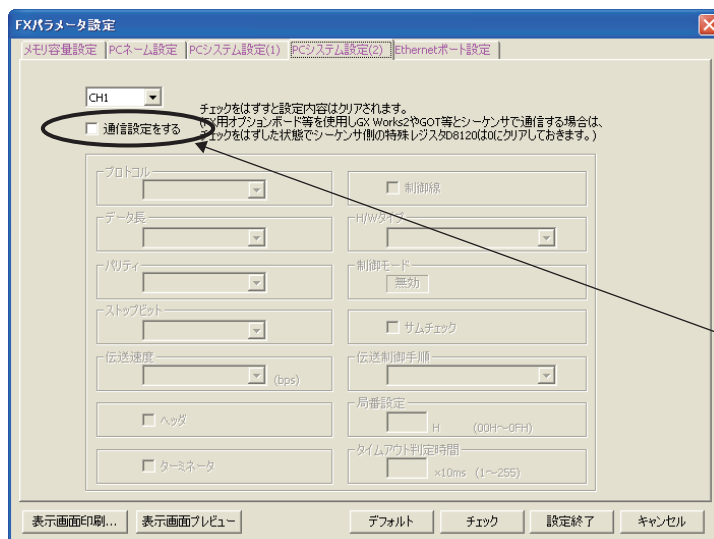 FXパラメータ設定
メモリ容量設定 PCネーム設定 PCシステム設定(1) PCシステム設定(2) Ethernetポート設定
CH1
チェックをはずすと設定内容はクリアされます。
通信設定をする
(FX用オプションボード等を使用しGX Works2やGOT等とシーケンサで通信する場合は、
チェックをはずした状態でシーケンサ側の特殊レジスタD8120は0にクリアしておきます。)
プロトコル
制御線
データ長
H/Wタイプ
パリティ
制御モード
無効
ストップビット
サムチェック
伝送速度
(bps)
伝送制御手順
ヘッダ
局番設定
H (00H~0FH)
ターミネータ
タイムアウト判定時間
×10ms (1~255)
表示画面印刷... 表示画面プレビュー デフォルト チェック 設定終了 キャンセル